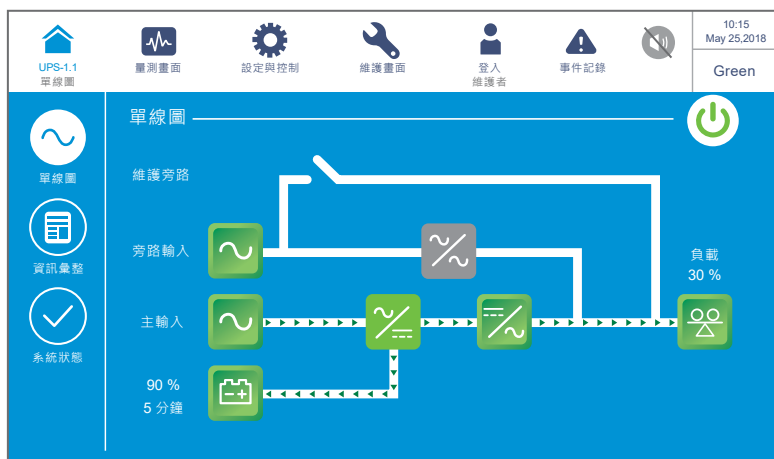 10:15
May 25,2018
Green
UPS-1.1
單線圖
量測畫面
設定與控制
維護畫面
登入
維護者
事件記錄
單線圖
資訊彙整
系統狀態
單線圖
維護旁路
旁路輸入
主輸入
90 %
5 分鐘
負載
30 %